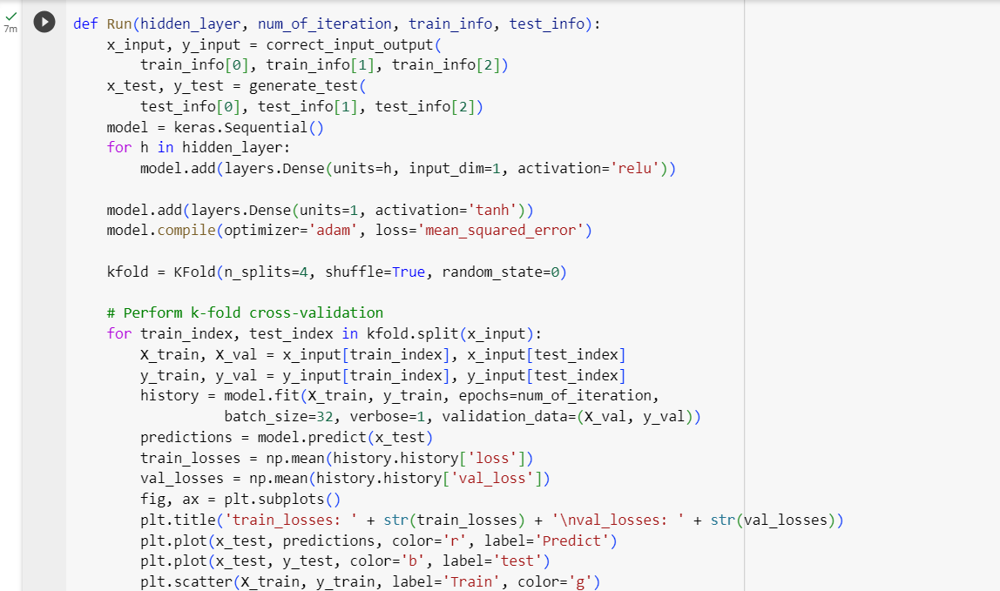 def Run(hidden_layer, num_of_iteration, train_info, test_info):
    x_input, y_input = correct_input_output(
        train_info[0], train_info[1], train_info[2])
    x_test, y_test = generate_test(
        test_info[0], test_info[1], test_info[2])
    model = keras.Sequential()
    for h in hidden_layer:
        model.add(layers.Dense(units=h, input_dim=1, activation='relu'))

    model.add(layers.Dense(units=1, activation='tanh'))
    model.compile(optimizer='adam', loss='mean_squared_error')

    kfold = KFold(n_splits=4, shuffle=True, random_state=0)

    # Perform k-fold cross-validation
    for train_index, test_index in kfold.split(x_input):
        X_train, X_val = x_input[train_index], x_input[test_index]
        y_train, y_val = y_input[train_index], y_input[test_index]
        history = model.fit(X_train, y_train, epochs=num_of_iteration,
                  batch_size=32, verbose=1, validation_data=(X_val, y_val))
        predictions = model.predict(x_test)
        train_losses = np.mean(history.history['loss'])
        val_losses = np.mean(history.history['val_loss'])
        fig, ax = plt.subplots()
        plt.title('train_losses: ' + str(train_losses) + '\nval_losses: ' + str(val_losses))
        plt.plot(x_test, predictions, color='r', label='Predict')
        plt.plot(x_test, y_test, color='b', label='test')
        plt.scatter(X_train, y_train, label='Train', color='g')
7m